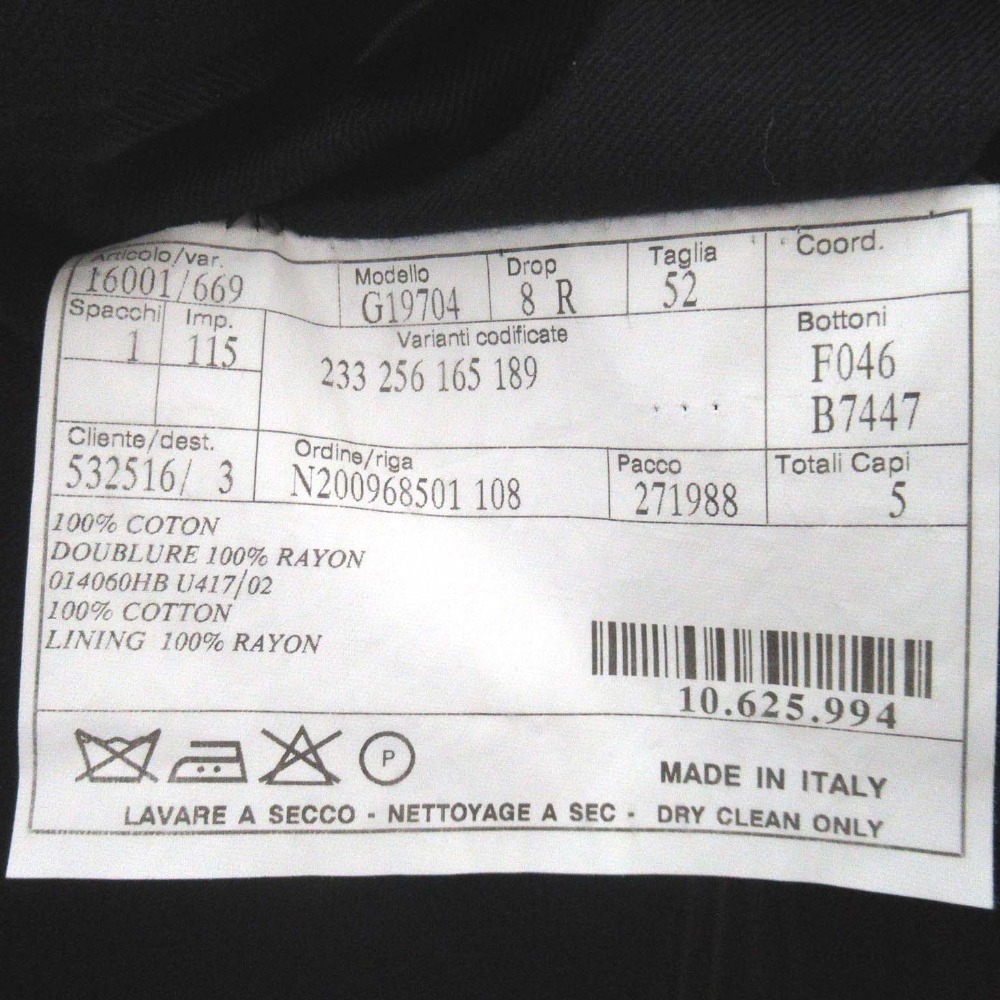 Articolo/var.
16001/669
Modello
G19704
Drop
8 R
Taglia
52
Coord.
Spacchi
1
Imp.
115
Varianti codificate
233 256 165 189
Bottoni
F046
B7447
Cliente/dest.
532516/ 3
Ordine/riga
N200968501 108
Pacco
271988
Totali Capi
5
100% COTON
DOUBLURE 100% RAYON
014060HB U417/02
100% COTTON
LINING 100% RAYON
10.625.994
P
MADE IN ITALY
LAVARE A SECCO - NETTOYAGE A SEC - DRY CLEAN ONLY